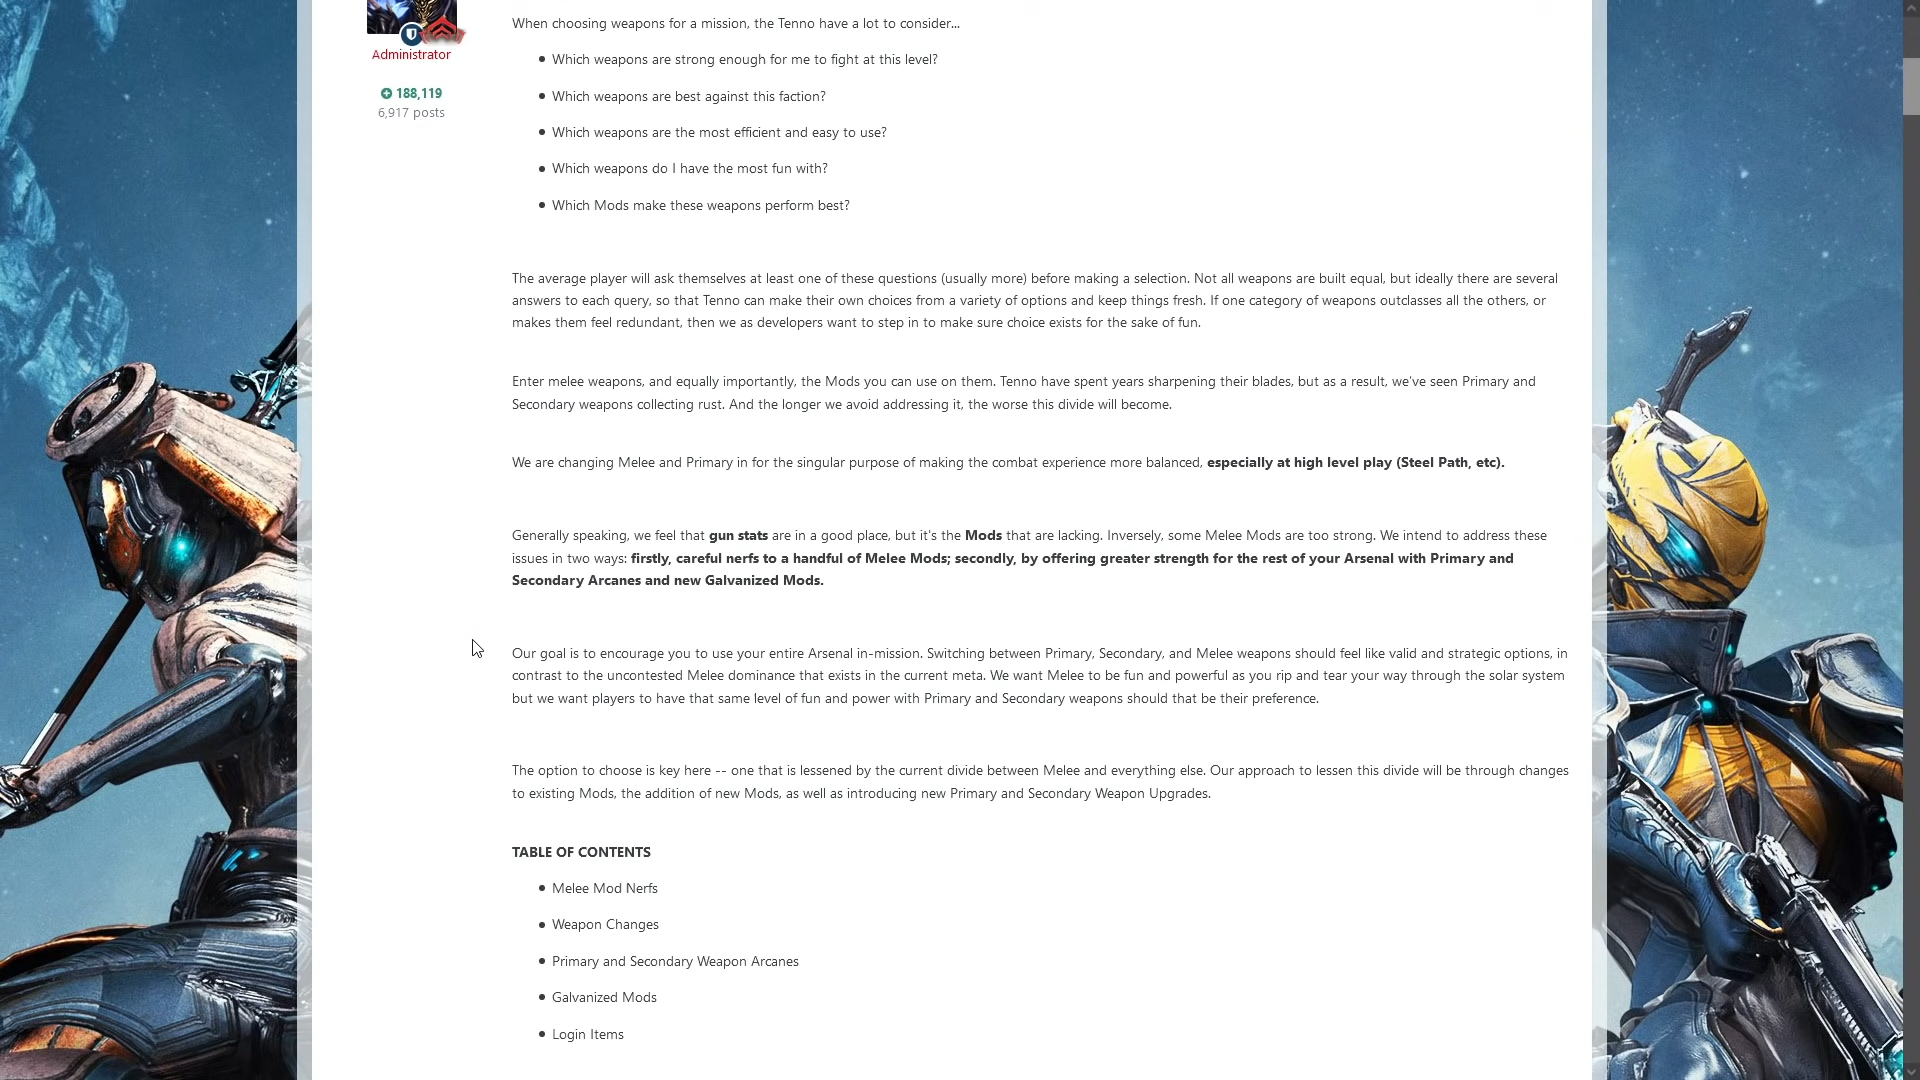 When choosing weapons for a mission, the Tenno have a lot to consider...
Administrator
Which weapons are strong enough for me to fight at this level?
188,119
Which weapons are best against this faction?
6,917 posts
Which weapons are the most efficient and easy to use?
Which weapons do I have the most fun with?
Which Mods make these weapons perform best?
The average player will ask themselves at least one of these questions (usually more) before making a selection. Not all weapons are built equal, but ideally there are several
answers to each query, so that Tenno can make their own choices from a variety of options and keep things fresh. If one category of weapons outclasses all the others, or
makes them feel redundant, then we as developers want to step in to make sure choice exists for the sake of fun.
Enter melee weapons, and equally importantly, the Mods you can use on them. Tenno have spent years sharpening their blades, but as a result, we've seen Primary and
Secondary weapons collecting rust. And the longer we avoid addressing it, the worse this divide will become.
We are changing Melee and Primary in for the singular purpose of making the combat experience more balanced, especially at high level play (Steel Path, etc).
Generally speaking, we feel that gun stats are in a good place, but it's the Mods that are lacking. Inversely, some Melee Mods are too strong. We intend to address these
issues in two ways: firstly, careful nerfs to a handful of Melee Mods; secondly, by offering greater strength for the rest of your Arsenal with Primary and
Secondary Arcanes and new Galvanized Mods.
Our goal is to encourage you to use your entire Arsenal in-mission. Switching between Primary, Secondary, and Melee weapons should feel like valid and strategic options, in
contrast to the uncontested Melee dominance that exists in the current meta. We want Melee to be fun and powerful as you rip and tear your way through the solar system
but we want players to have that same level of fun and power with Primary and Secondary weapons should that be their preference.
The option to choose is key here -- one that is lessened by the current divide between Melee and everything else. Our approach to lessen this divide will be through changes
to existing Mods, the addition of new Mods, as well as introducing new Primary and Secondary Weapon Upgrades.
TABLE OF CONTENTS
Melee Mod Nerfs
Weapon Changes
Primary and Secondary Weapon Arcanes
Galvanized Mods
Login Items